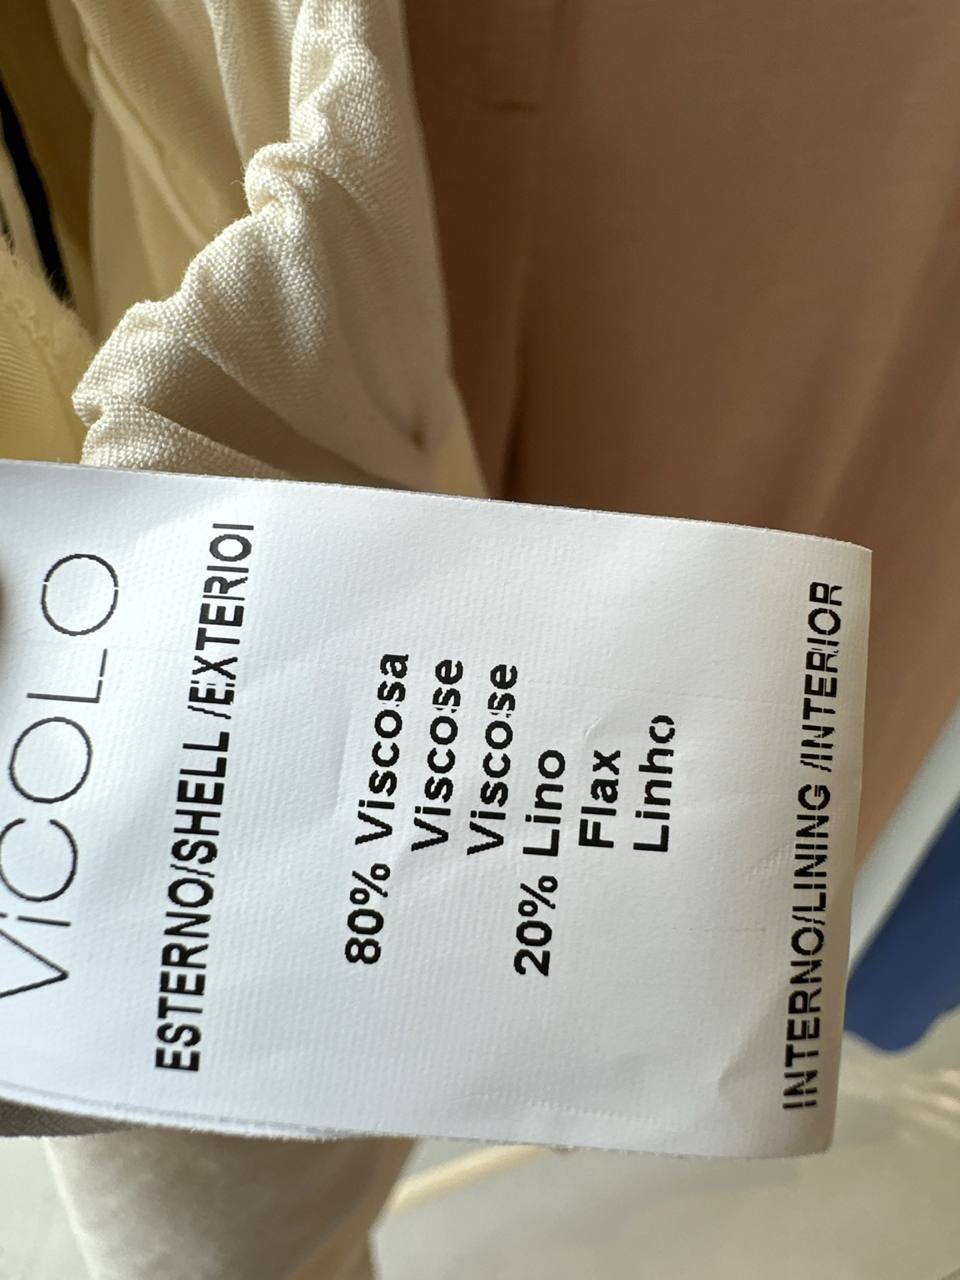 ViCOLO
ESTERNO/SHELL /EXTERIOI
80% Viscosa
Viscose
Viscose
20% Lino
Flax
Linho
INTERNO/LINING /INTERIOR